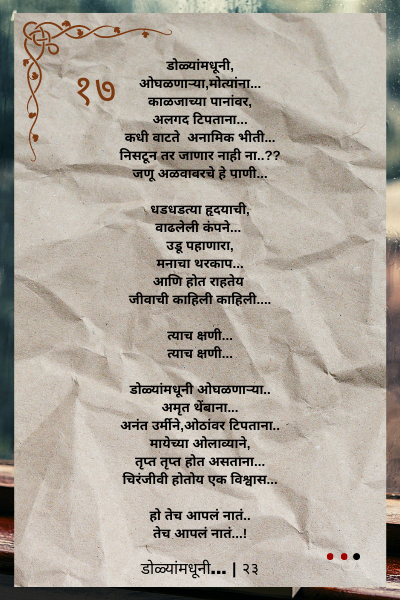 १७
डोळ्यांमधूनी,
ओघळणाऱ्या,मोत्यांना...
काळजाच्या पानांवर,
अलगद टिपताना...
कधी वाटते अनामिक भीती...
निसटून तर जाणार नाही ना..??
जणू अळवावरचे हे पाणी...
धडधडत्या हृदयाची,
वाढलेली कंपने...
उडू पहाणारा,
मनाचा थरकाप...
आणि होत राहतेय
जीवाची काहिली काहिली....
त्याच क्षणी...
त्याच क्षणी...
डोळ्यांमधूनी ओघळणाऱ्या..
अमृत थेंबाना...
अनंत उर्मीने,ओठांवर टिपताना..
मायेच्या ओलाव्याने,
तृप्त तृप्त होत असताना...
चिरंजीवी होतोय एक विश्वास...
हो तेच आपलं नातं..
तेच आपलं नातं...!
डोळ्यांमधूनी... | २३